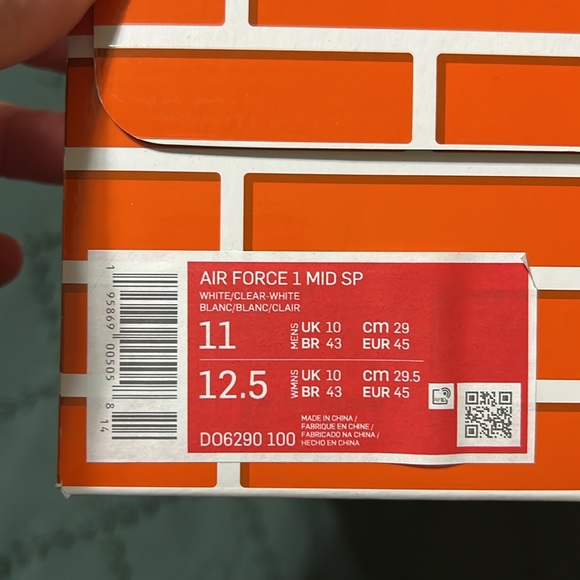 AIR FORCE 1 MID SP
WHITE/CLEAR-WHITE
BLANC/BLANC/CLAIR
11 MENS UK 10 cm 29
BR 43 EUR 45
12.5 WMNS UK 10 cm 29.5
BR 43 EUR 45
DO6290 100
MADE IN CHINA /
FABRIQUE EN CHINE /
FABRICADO NA CHINA /
HECHO EN CHINA
1 95869 00505 8 14